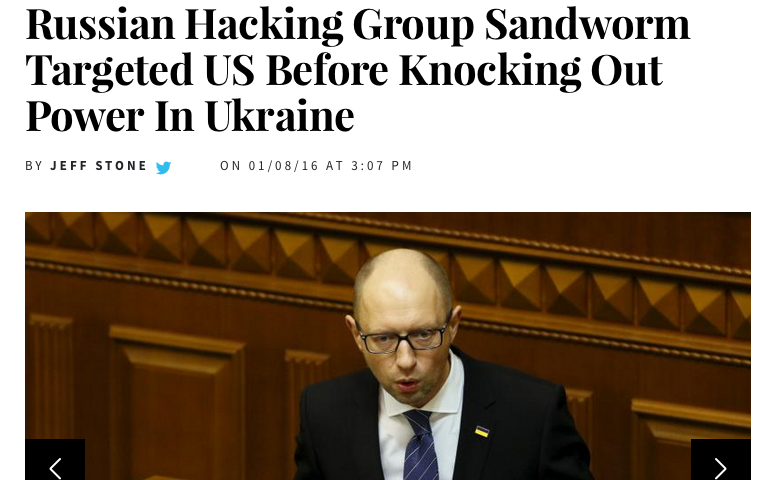 Russian Hacking Group Sandworm
Targeted US Before Knocking Out
Power In Ukraine
BY JEFF STONE ON 01/08/16 AT 3:07 PM